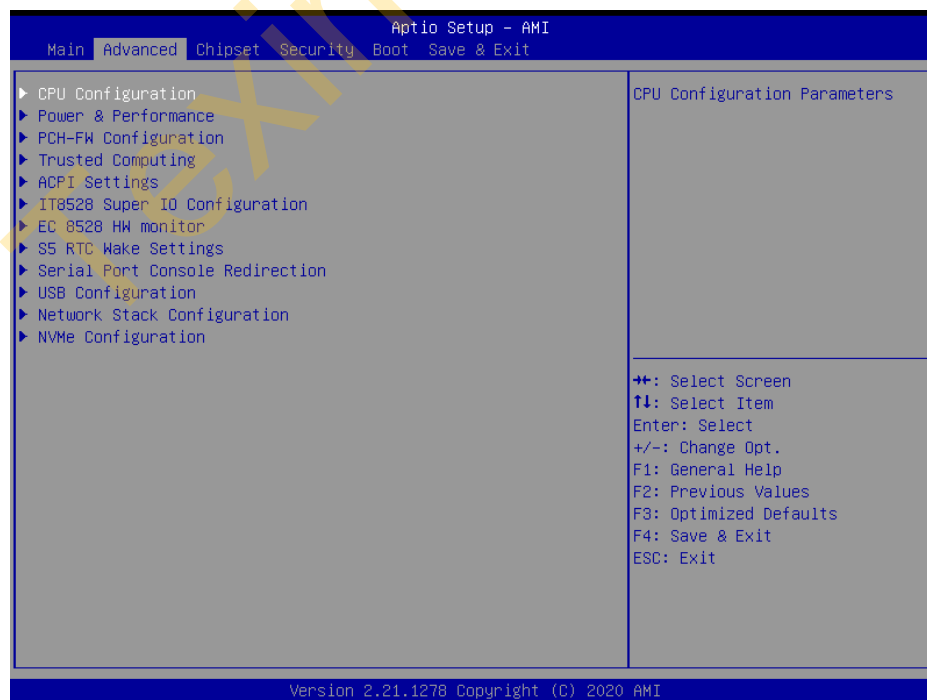 Aptio Setup – AMI
Main Advanced Chipset Security Boot Save & Exit
▶ CPU Configuration
▶ Power & Performance
▶ PCH-FW Configuration
▶ Trusted Computing
▶ ACPI Settings
▶ IT8528 Super IO Configuration
▶ EC 8528 HW monitor
▶ S5 RTC Wake Settings
▶ Serial Port Console Redirection
▶ USB Configuration
▶ Network Stack Configuration
▶ NVMe Configuration
CPU Configuration Parameters
→←: Select Screen
↑↓: Select Item
Enter: Select
+/-: Change Opt.
F1: General Help
F2: Previous Values
F3: Optimized Defaults
F4: Save & Exit
ESC: Exit
Version 2.21.1278 Copyright (C) 2020 AMI